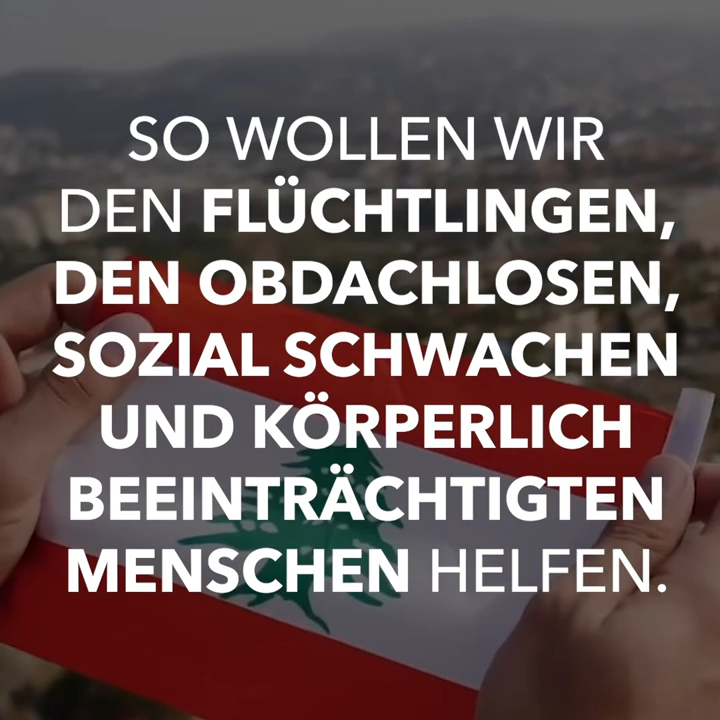 SO WOLLEN WIR
DEN FLÜCHTLINGEN,
DEN OBDACHLOSEN,
SOZIAL SCHWACHEN
UND KÖRPERLICH
BEEINTRÄCHTIGTEN
MENSCHEN HELFEN.